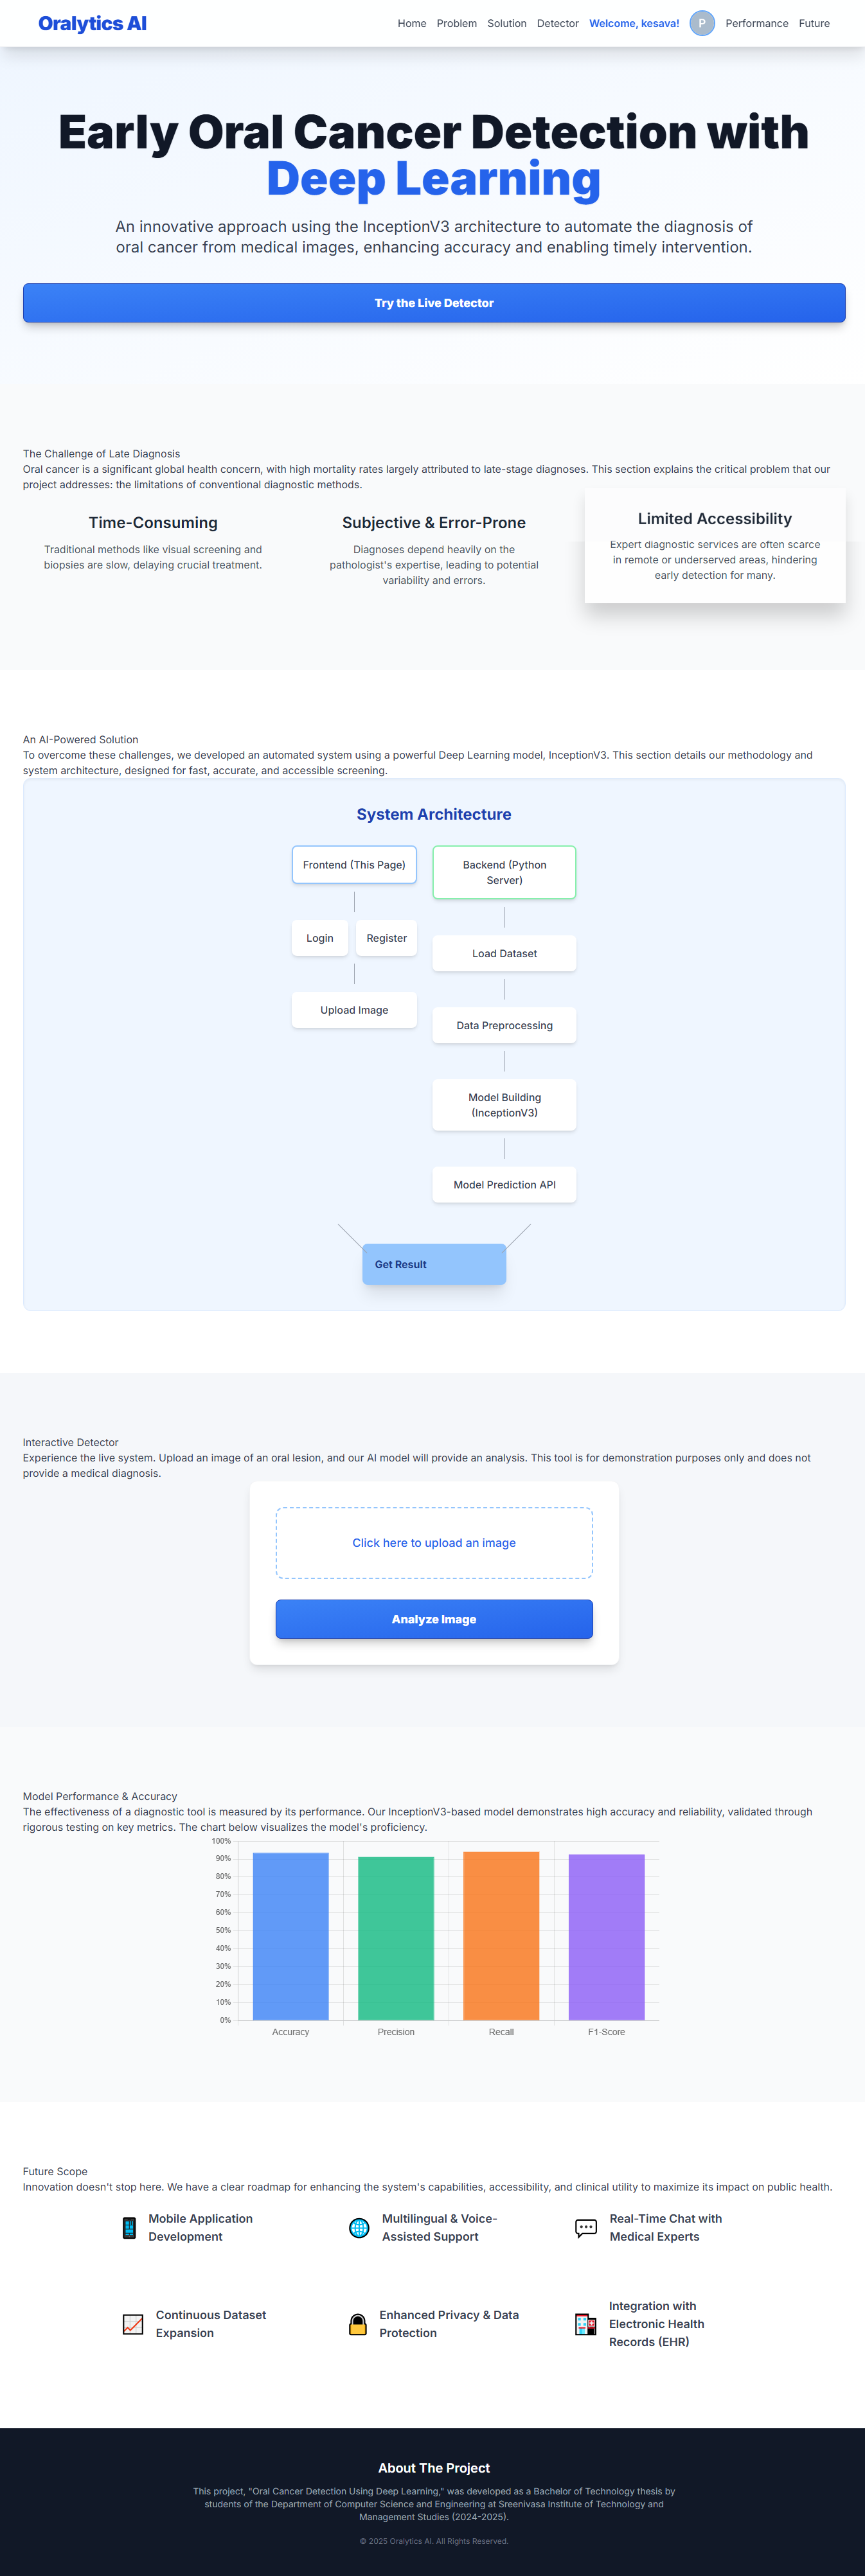 Oralytics AI
Home Problem Solution Detector Welcome, kesava! P Performance Future
Early Oral Cancer Detection with
Deep Learning
An innovative approach using the InceptionV3 architecture to automate the diagnosis of
oral cancer from medical images, enhancing accuracy and enabling timely intervention.
Try the Live Detector
The Challenge of Late Diagnosis
Oral cancer is a significant global health concern, with high mortality rates largely attributed to late-stage diagnoses. This section explains the critical problem that our
project addresses: the limitations of conventional diagnostic methods.
Time-Consuming
Traditional methods like visual screening and
biopsies are slow, delaying crucial treatment.
Subjective & Error-Prone
Diagnoses depend heavily on the
pathologist's expertise, leading to potential
variability and errors.
Limited Accessibility
Expert diagnostic services are often scarce
in remote or underserved areas, hindering
early detection for many.
An AI-Powered Solution
To overcome these challenges, we developed an automated system using a powerful Deep Learning model, InceptionV3. This section details our methodology and
system architecture, designed for fast, accurate, and accessible screening.
System Architecture
Frontend (This Page)
Login
Register
Upload Image
Backend (Python
Server)
Load Dataset
Data Preprocessing
Model Building
(InceptionV3)
Model Prediction API
Get Result
Interactive Detector
Experience the live system. Upload an image of an oral lesion, and our AI model will provide an analysis. This tool is for demonstration purposes only and does not
provide a medical diagnosis.
Click here to upload an image
Analyze Image
Model Performance & Accuracy
The effectiveness of a diagnostic tool is measured by its performance. Our InceptionV3-based model demonstrates high accuracy and reliability, validated through
rigorous testing on key metrics. The chart below visualizes the model's proficiency.
100%
90%
80%
70%
60%
50%
40%
30%
20%
10%
0%
Accuracy Precision Recall F1-Score
Future Scope
Innovation doesn't stop here. We have a clear roadmap for enhancing the system's capabilities, accessibility, and clinical utility to maximize its impact on public health.
Mobile Application
Development
Multilingual & Voice-
Assisted Support
Real-Time Chat with
Medical Experts
Continuous Dataset
Expansion
Enhanced Privacy & Data
Protection
Integration with
Electronic Health
Records (EHR)
About The Project
This project, "Oral Cancer Detection Using Deep Learning," was developed as a Bachelor of Technology thesis by
students of the Department of Computer Science and Engineering at Sreenivasa Institute of Technology and
Management Studies (2024-2025).
© 2025 Oralytics AI. All Rights Reserved.